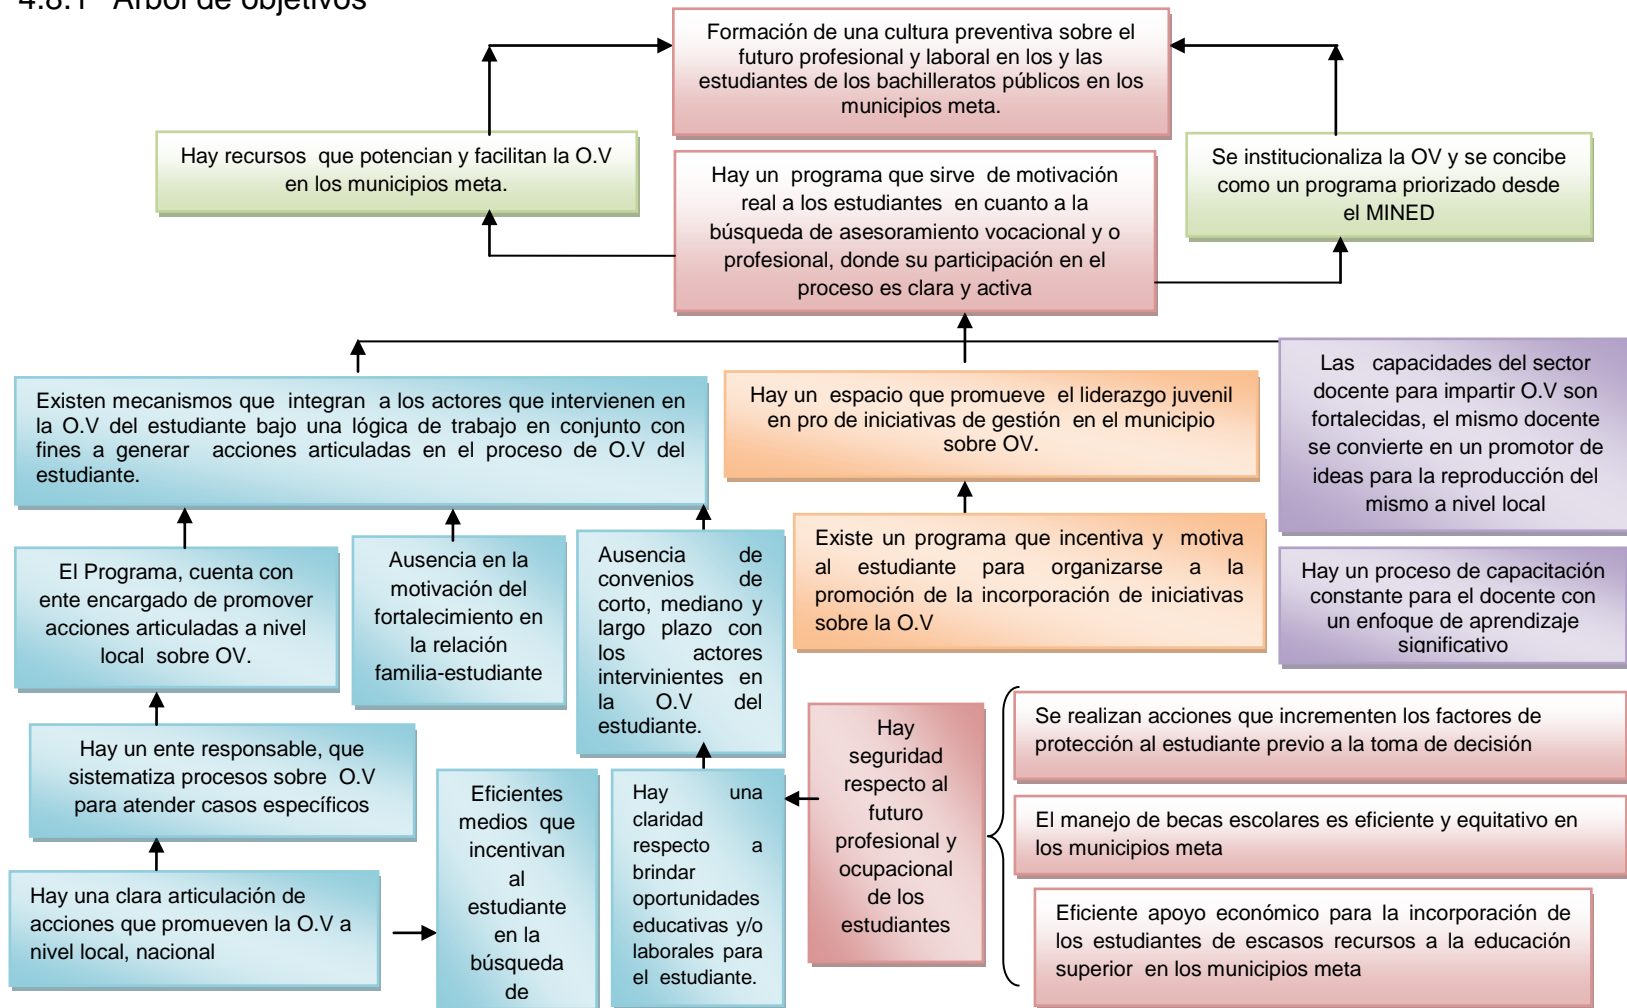 4.8.1 Árbol de objetivos
Formación de una cultura preventiva sobre el
futuro profesional y laboral en los y las
estudiantes de los bachilleratos públicos en los
municipios meta.
Hay recursos que potencian y facilitan la O.V
en los municipios meta.
Hay un programa que sirve de motivación
real a los estudiantes en cuanto a la
búsqueda de asesoramiento vocacional y o
profesional, donde su participación en el
proceso es clara y activa
Se institucionaliza la OV y se concibe
como un programa priorizado desde
el MINED
Existen mecanismos que integran a los actores que intervienen en
la O.V del estudiante bajo una lógica de trabajo en conjunto con
fines a generar acciones articuladas en el proceso de O.V del
estudiante.
Hay un espacio que promueve el liderazgo juvenil
en pro de iniciativas de gestión en el municipio
sobre OV.
Las capacidades del sector
docente para impartir O.V son
fortalecidas, el mismo docente
se convierte en un promotor de
ideas para la reproducción del
mismo a nivel local
El Programa, cuenta con
ente encargado de promover
acciones articuladas a nivel
local sobre OV.
Ausencia en la
motivación del
fortalecimiento en
la relación
familia-estudiante
Ausencia de
convenios de
corto, mediano y
largo plazo con
los actores
intervinientes en
la O.V del
estudiante.
Existe un programa que incentiva y motiva
al estudiante para organizarse a la
promoción de la incorporación de iniciativas
sobre la O.V
Hay un proceso de capacitación
constante para el docente con
un enfoque de aprendizaje
significativo
Hay un ente responsable, que
sistematiza procesos sobre O.V
para atender casos específicos
Eficientes
medios que
incentivan
al
estudiante
en la
búsqueda
de
Hay una
claridad
respecto a
brindar
oportunidades
educativas y/o
laborales para
el estudiante.
Hay
seguridad
respecto al
futuro
profesional y
ocupacional
de los
estudiantes
Se realizan acciones que incrementen los factores de
protección al estudiante previo a la toma de decisión
El manejo de becas escolares es eficiente y equitativo en
los municipios meta
Eficiente apoyo económico para la incorporación de
los estudiantes de escasos recursos a la educación
superior en los municipios meta
Hay una clara articulación de
acciones que promueven la O.V a
nivel local, nacional